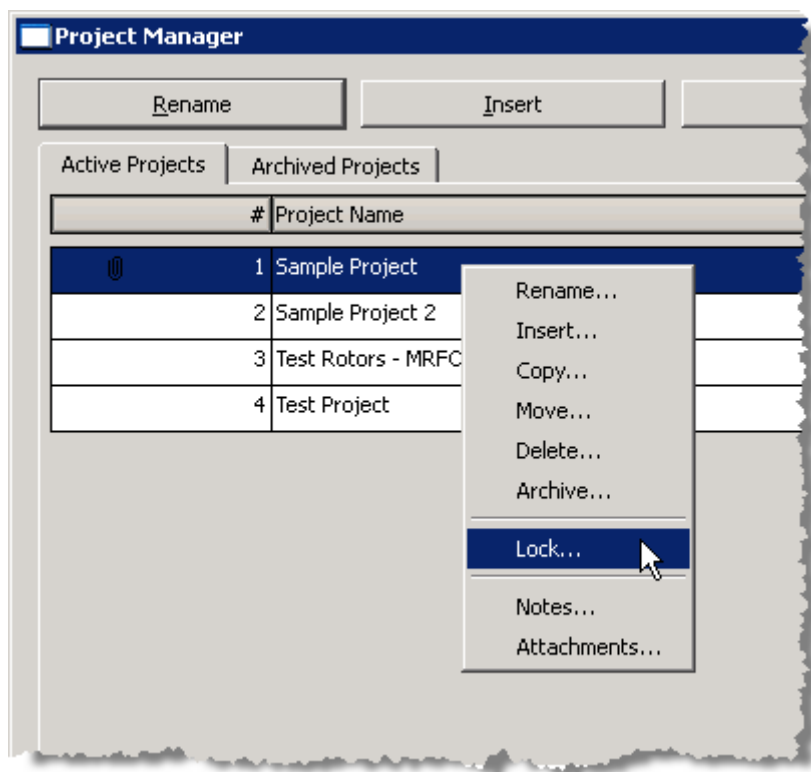 Project Manager
Rename Insert
Active Projects Archived Projects
# Project Name
1 Sample Project
2 Sample Project 2
3 Test Rotors - MRFC
4 Test Project
Rename...
Insert...
Copy...
Move...
Delete...
Archive...
Lock...
Notes...
Attachments...